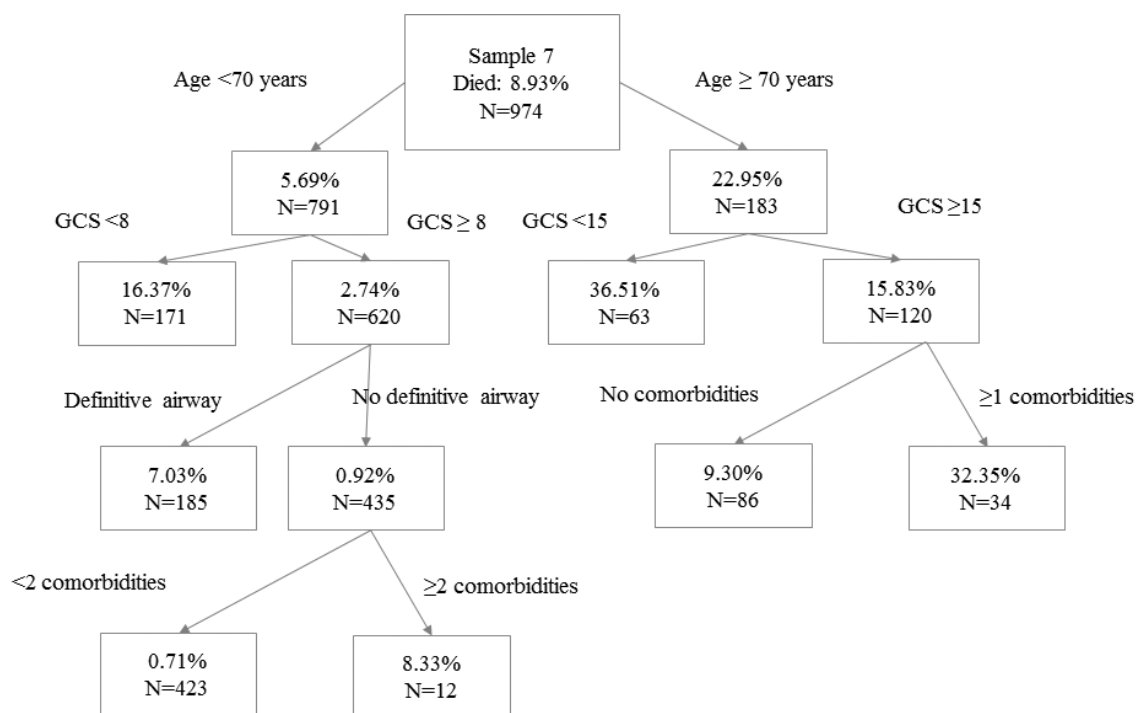 Sample 7
Died: 8.93%
N=974
Age <70 years
Age ≥ 70 years
5.69%
N=791
22.95%
N=183
GCS <8
GCS ≥ 8
GCS <15
GCS ≥15
16.37%
N=171
2.74%
N=620
36.51%
N=63
15.83%
N=120
Definitive airway
No definitive airway
No comorbidities
≥1 comorbidities
7.03%
N=185
0.92%
N=435
9.30%
N=86
32.35%
N=34
<2 comorbidities
≥2 comorbidities
0.71%
N=423
8.33%
N=12